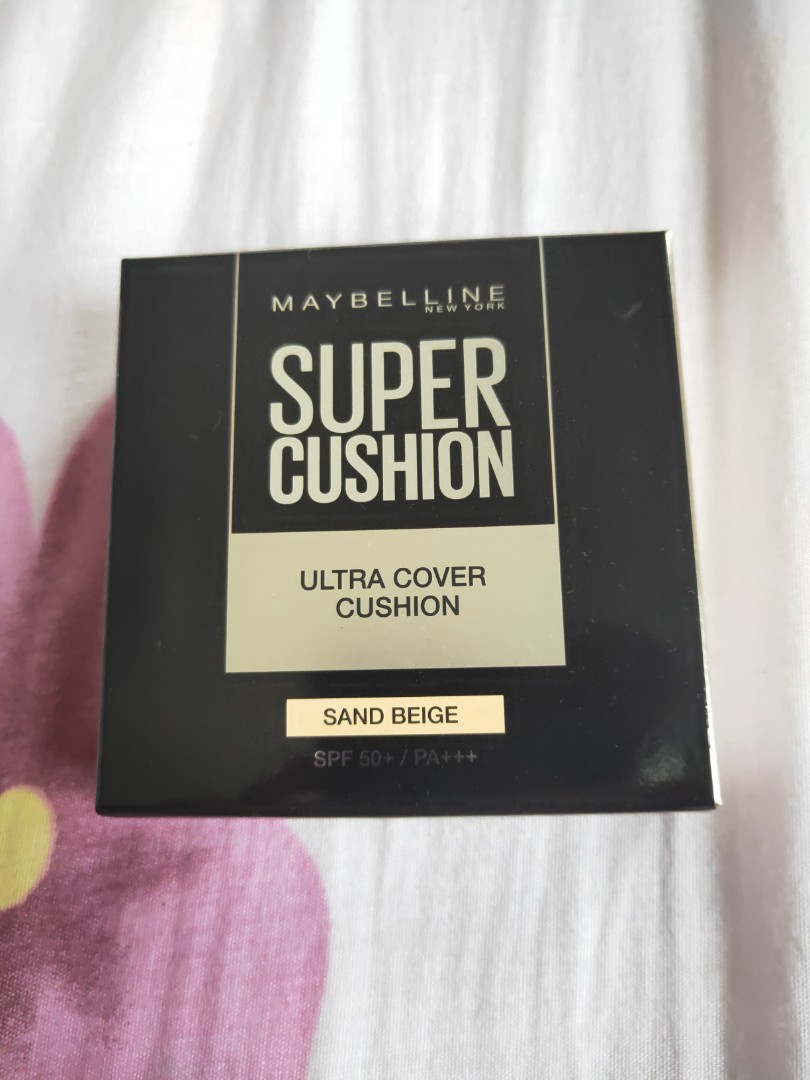 MAYBELLINE
NEW YORK
SUPER
CUSHION
ULTRA COVER
CUSHION
SAND BEIGE
SPF 50+ / PA+++